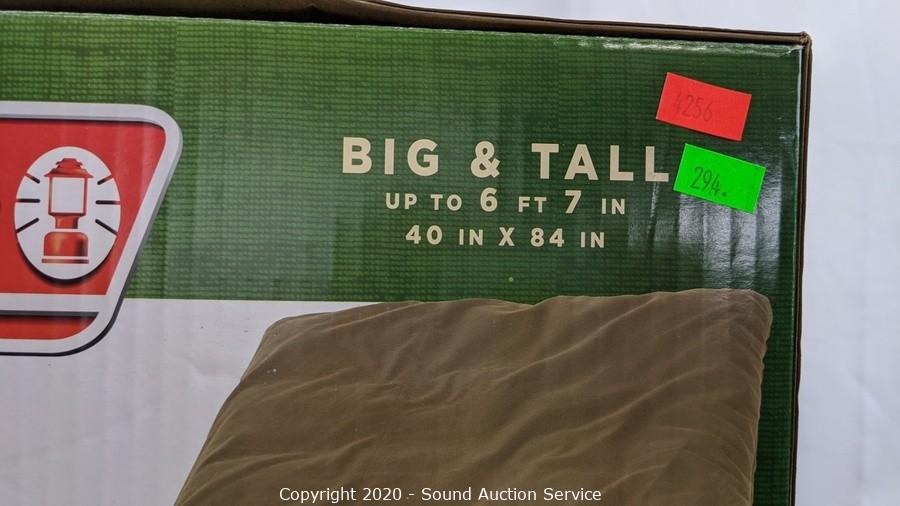 4256
BIG & TALL
294.
UP TO 6 FT 7 IN
40 IN X 84 IN
Copyright 2020 - Sound Auction Service